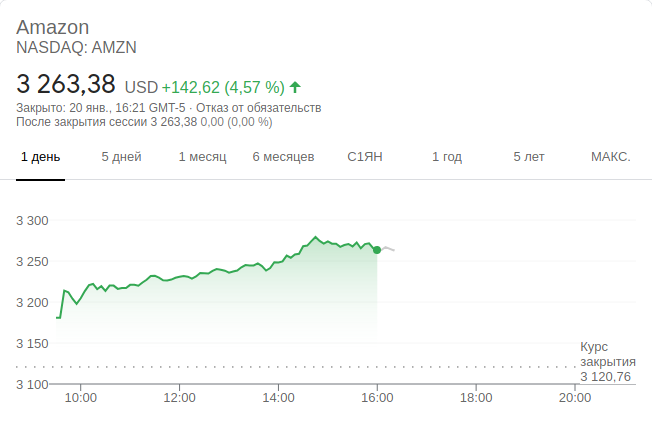 Amazon
NASDAQ: AMZN
3 263,38 USD +142,62 (4,57 %)
Закрыто: 20 янв., 16:21 GMT-5 · Отказ от обязательств
После закрытия сессии 3 263,38 0,00 (0,00 %)
1 день 5 дней 1 месяц 6 месяцев С1ЯН 1 год 5 лет МАКС.
3 300
3 250
3 200
3 150
3 100
Курс
закрытия
3 120,76
10:00 12:00 14:00 16:00 18:00 20:00